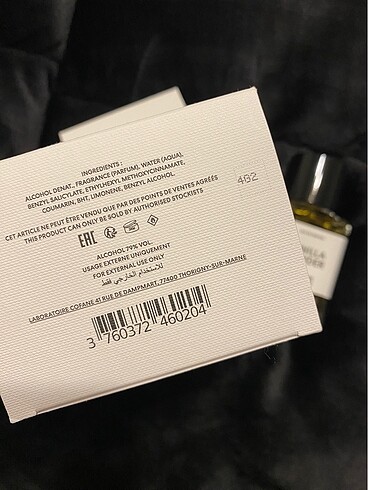 INGREDIENTS :
ALCOHOL DENAT., FRAGRANCE (PARFUM), WATER (AQUA),
BENZYL SALICYLATE, ETHYLHEXYL METHOXYCINNAMATE,
COUMARIN, BHT, LIMONENE, BENZYL ALCOHOL.
4G2
CET ARTICLE NE PEUT ÊTRE VENDU QUE PAR DES POINTS DE VENTES AGRÉÉS
THIS PRODUCT CAN ONLY BE SOLD BY AUTHORISED STOCKISTS
EAC
ALCOHOL 79% VOL.
USAGE EXTERNE UNIQUEMENT
FOR EXTERNAL USE ONLY
للاستخدام الخارجي فقط
LABORATOIRE COFANE 41 RUE DE DAMPMART, 77400 THORIGNY-SUR-MARNE
3 760372 460204